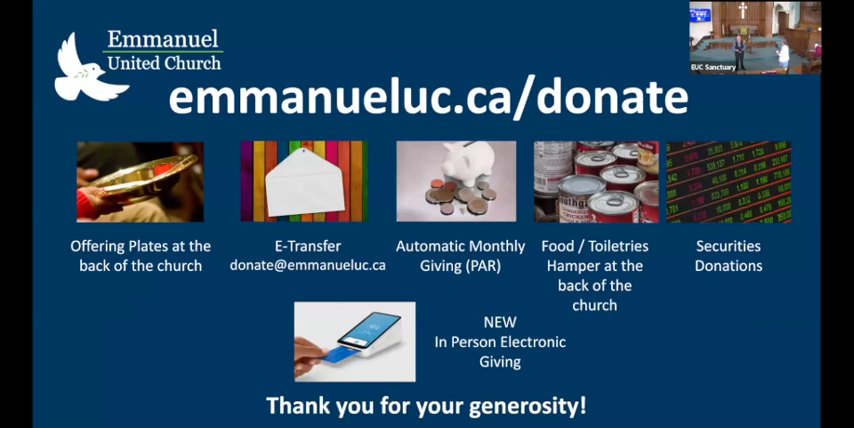 Emmanuel
United Church
EUC Sanctuary
emmanueluc.ca/donate
Offering Plates at the
back of the church
E-Transfer
donate@emmanueluc.ca
Automatic Monthly
Giving (PAR)
Food / Toiletries
Hamper at the
back of the
church
Securities
Donations
NEW
In Person Electronic
Giving
Thank you for your generosity!